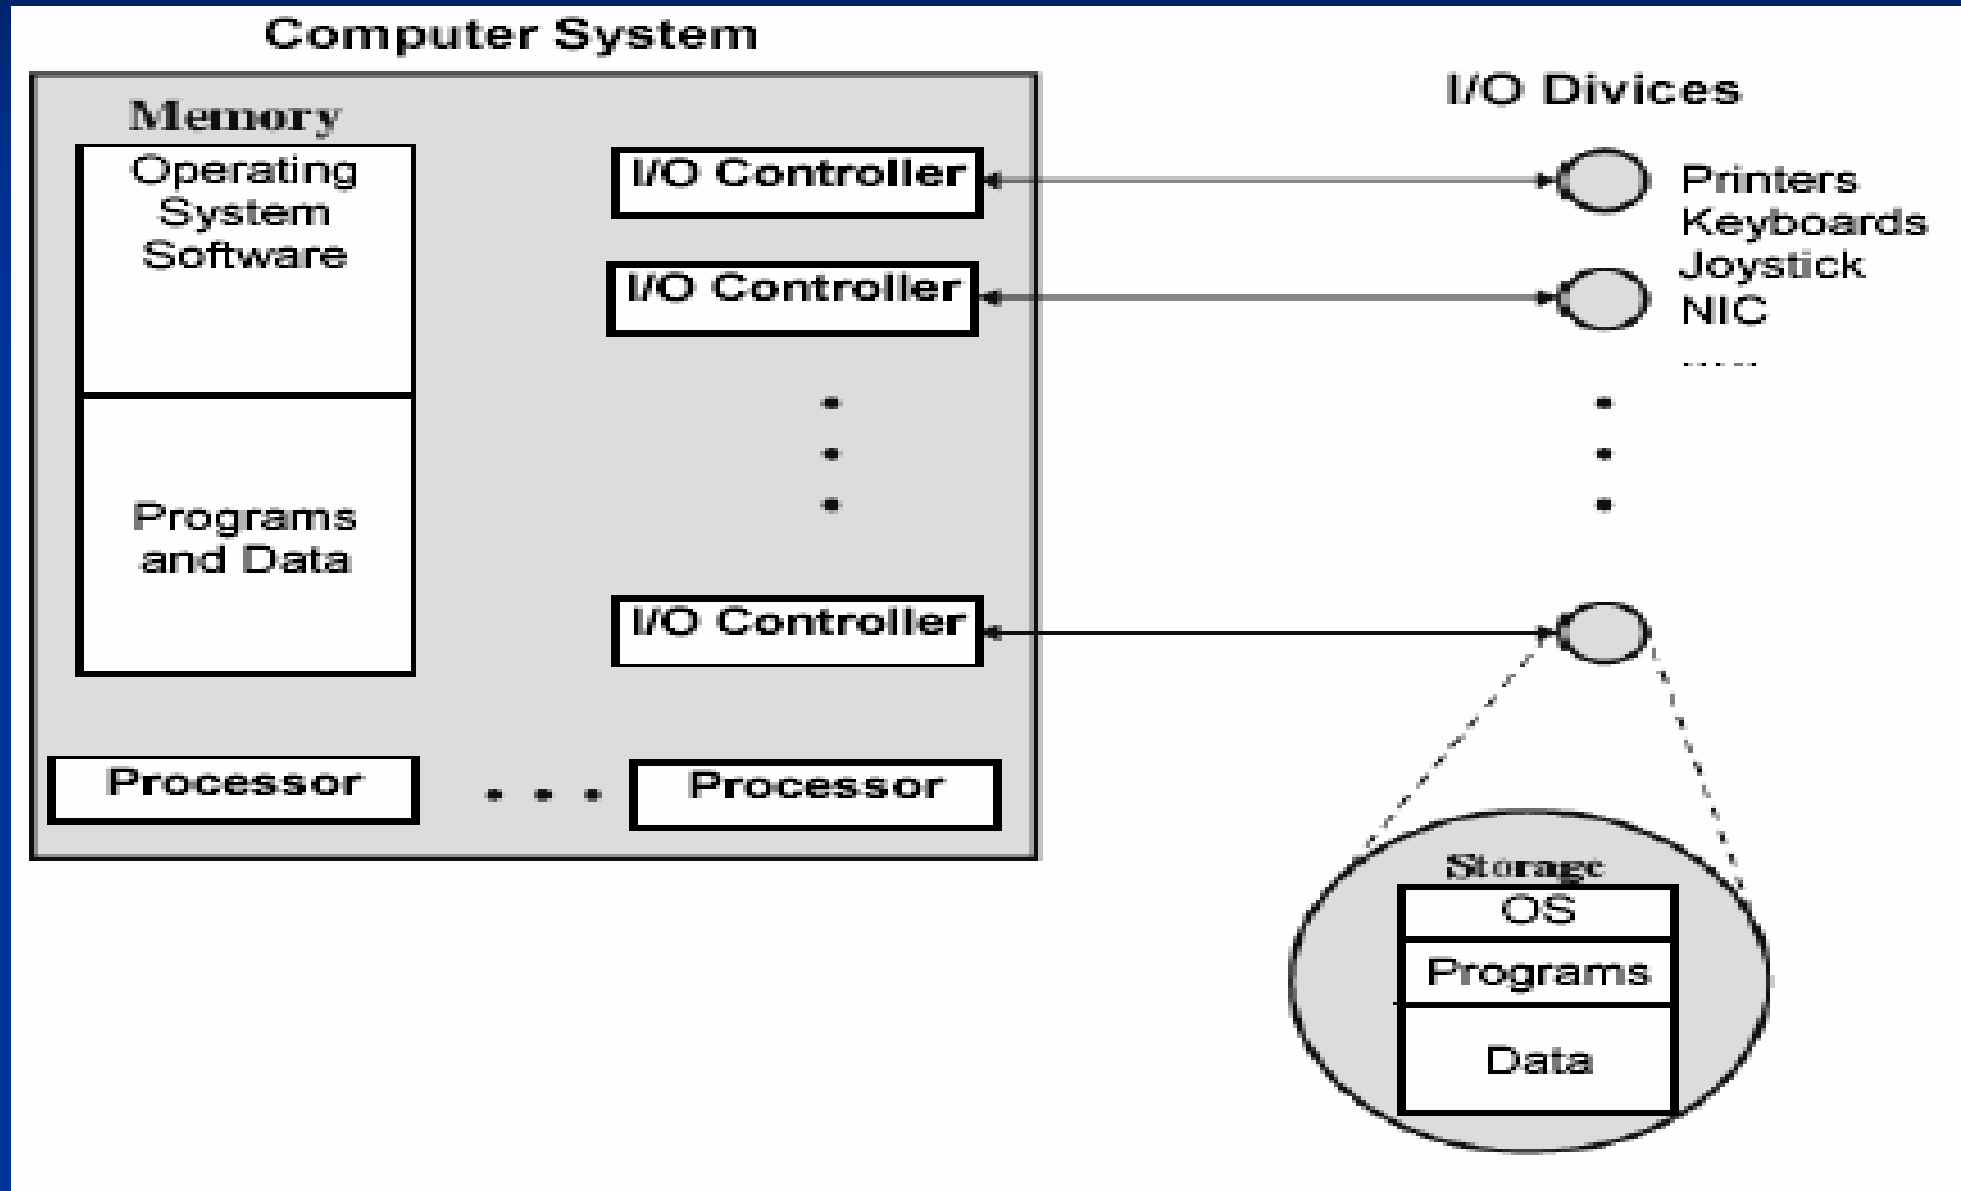 Computer System
Memory
Operating
System
Software
Programs
and Data
I/O Controller
I/O Controller
I/O Controller
Processor
Processor
I/O Divices
Printers
Keyboards
Joystick
NIC
.....
Storage
OS
Programs
Data